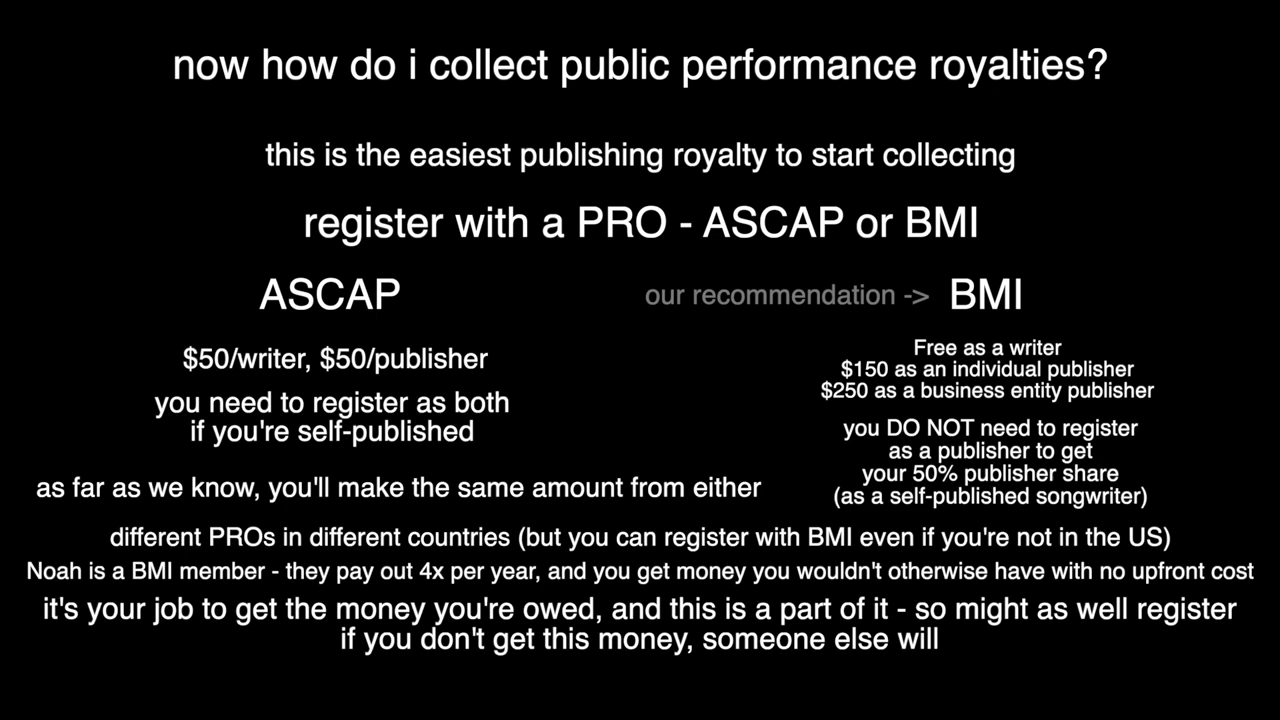 now how do i collect public performance royalties?
this is the easiest publishing royalty to start collecting
register with a PRO - ASCAP or BMI
ASCAP
$50/writer, $50/publisher
you need to register as both
if you're self-published
as far as we know, you'll make the same amount from either
our recommendation -> BMI
Free as a writer
$150 as an individual publisher
$250 as a business entity publisher
you DO NOT need to register
as a publisher to get
your 50% publisher share
(as a self-published songwriter)
different PROs in different countries (but you can register with BMI even if you're not in the US)
Noah is a BMI member - they pay out 4x per year, and you get money you wouldn't otherwise have with no upfront cost
it's your job to get the money you're owed, and this is a part of it - so might as well register
if you don't get this money, someone else will